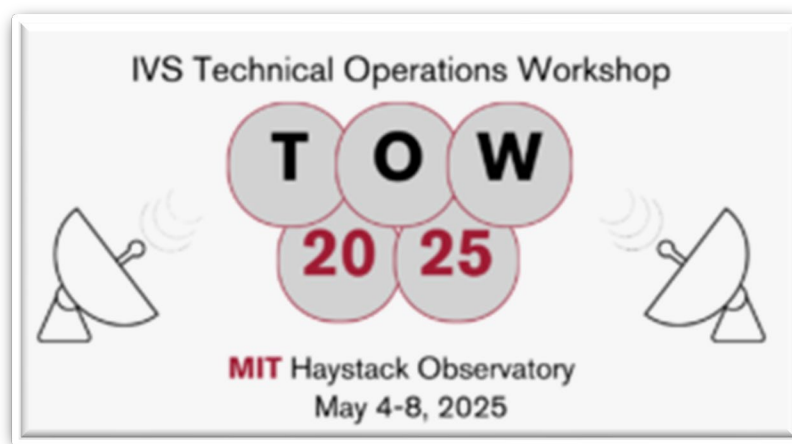 IVS Technical Operations Workshop
T O W
20 25
MIT Haystack Observatory
May 4-8, 2025